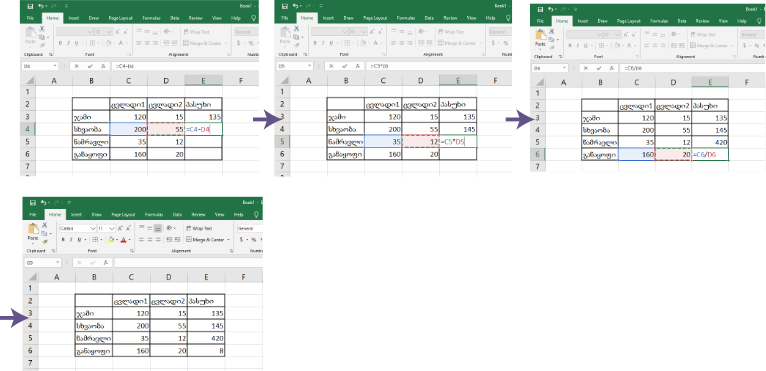 Book1 -
File Home Insert Draw Page Layout Formulas Data Review View Help
Paste
Wrap Text
General
Merge & Center
Clipboard Font Alignment
=C4-D4
A B C D E F
1
2 ცვლადი1 ცვლადი2 პასუხი
3 ჯამი 120 15 135
4 სხვაობა 200 55 =C4-D4
5 ნამრავლი 35 12
6 განაყოფი 160 20
7
Book1 -
File Home Insert Draw Page Layout Formulas Data Review View Help
Paste
Wrap Text
General
Merge & Center
Clipboard Font Alignment
=C5*D5
A B C D E F
1
2 ცვლადი1 ცვლადი2 პასუხი
3 ჯამი 120 15 135
4 სხვაობა 200 55 145
5 ნამრავლი 35 12 =C5*D5
6 განაყოფი 160 20
7
Book1 -
File Home Insert Draw Page Layout Formulas Data Review View Help
Paste
Wrap Text
General
Merge & Center
Clipboard Font Alignment
=C6/D6
A B C D E F
1
2 ცვლადი1 ცვლადი2 პასუხი
3 ჯამი 120 15 135
4 სხვაობა 200 55 145
5 ნამრავლი 35 12 420
6 განაყოფი 160 20 =C6/D6
7
Book1 -
File Home Insert Draw Page Layout Formulas Data Review View Help
Calibri 11
Wrap Text
General
Paste
B I U
Merge & Center
$ - %
Clipboard Font Alignment
A B C D E F
1
2 ცვლადი1 ცვლადი2 პასუხი
3 ჯამი 120 15 135
4 სხვაობა 200 55 145
5 ნამრავლი 35 12 420
6 განაყოფი 160 20 8
7